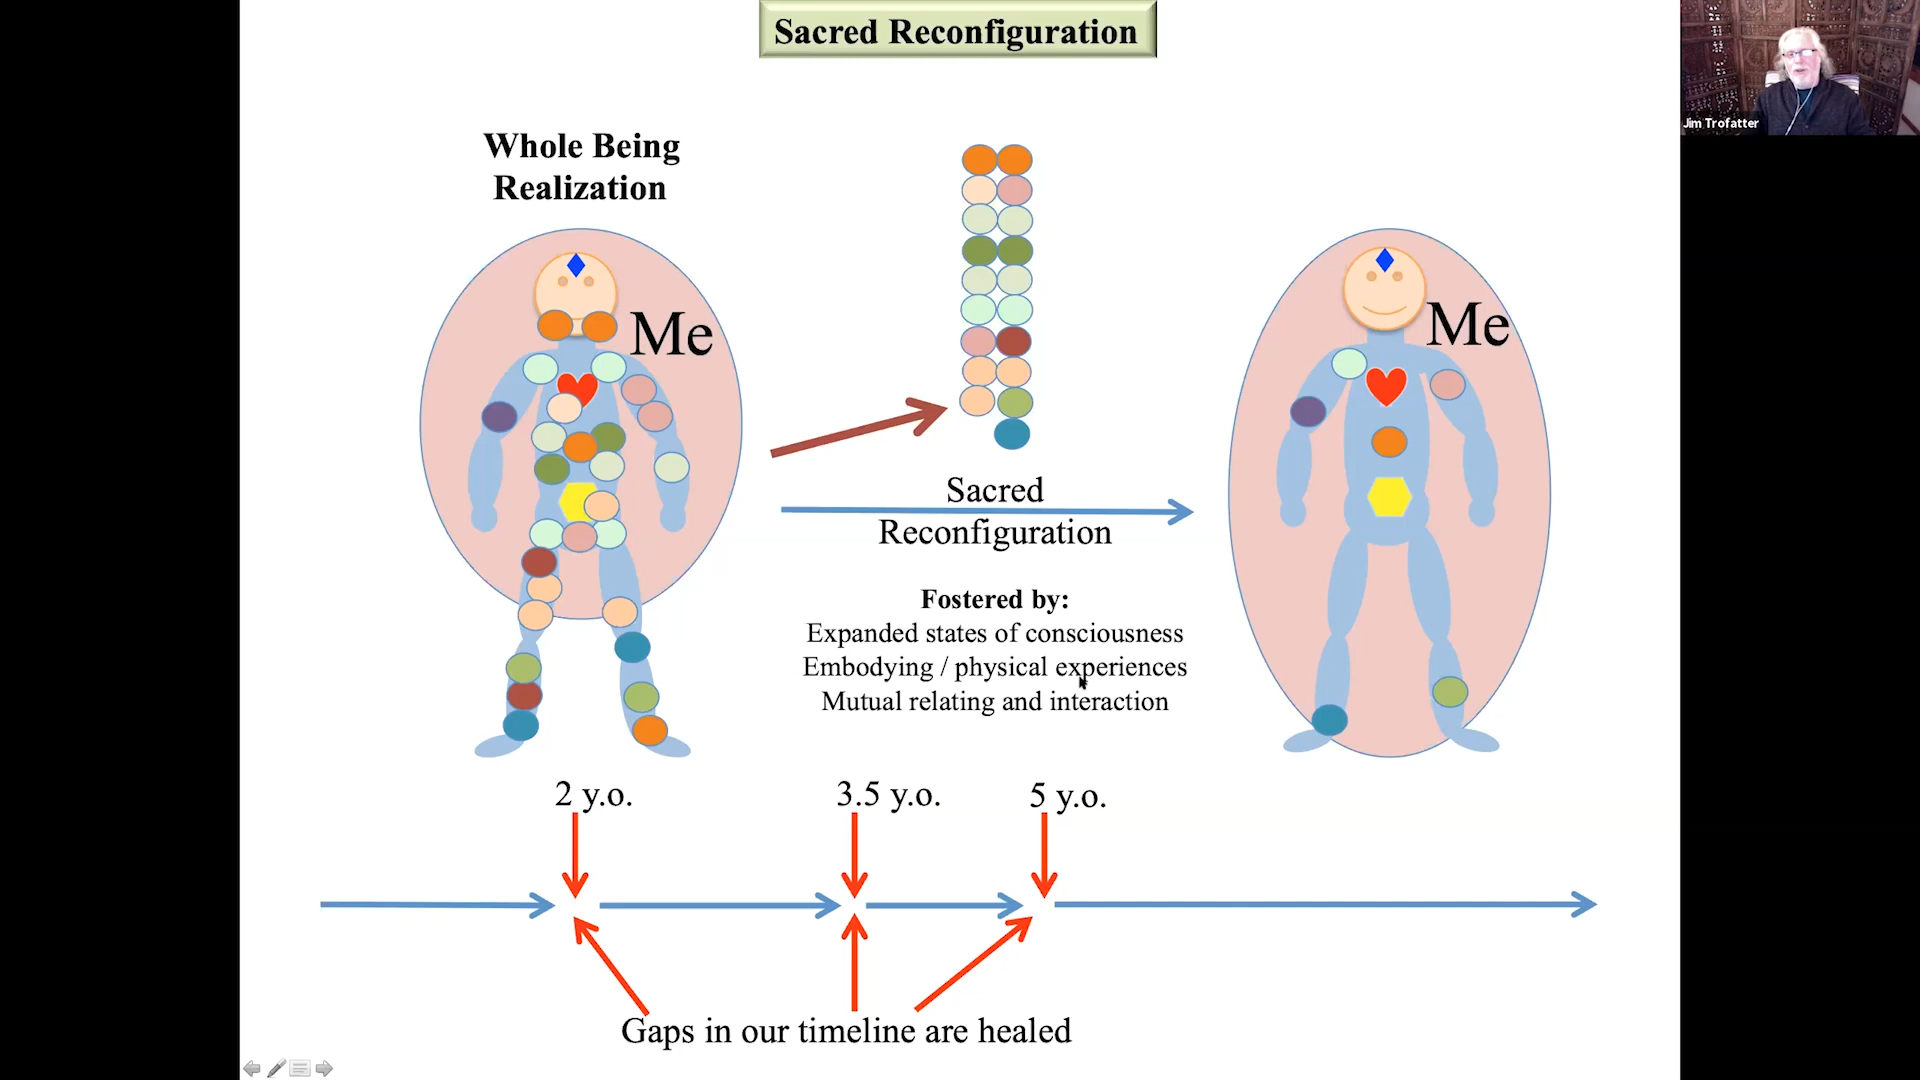 Sacred Reconfiguration
Jim Trofatter
Whole Being
Realization
Me
Me
Sacred
Reconfiguration
Fostered by:
Expanded states of consciousness
Embodying / physical experiences
Mutual relating and interaction
2 y.o.
3.5 y.o.
5 y.o.
Gaps in our timeline are healed